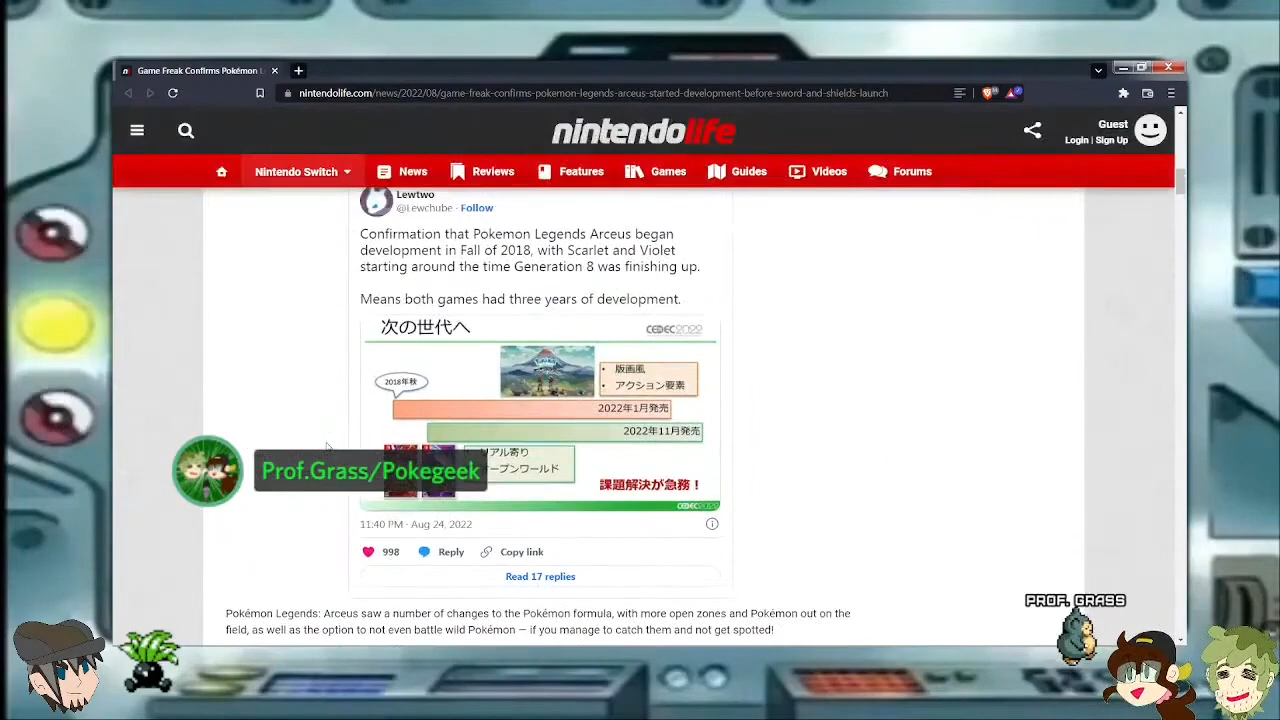 Game Freak Confirms Pokémon L
nintendolife.com/news/2022/08/game-freak-confirms-pokemon-legends-arceus-started-development-before-sword-and-shields-launch
nintendolife
Guest
Login | Sign Up
Nintendo Switch
News
Reviews
Features
Games
Guides
Videos
Forums
Lewtwo
@Lewchube · Follow
Confirmation that Pokemon Legends Arceus began
development in Fall of 2018, with Scarlet and Violet
starting around the time Generation 8 was finishing up.
Means both games had three years of development.
次の世代へ
CEDEC2022
• 版画風
• アクション要素
2018年秋
2022年1月発売
2022年11月発売
リアル寄り
オープンワールド
Prof.Grass/Pokegeek
課題解決が急務！
CEDEC2022
11:40 PM · Aug 24, 2022
998
Reply
Copy link
Read 17 replies
Pokémon Legends: Arceus saw a number of changes to the Pokémon formula, with more open zones and Pokémon out on the
field, as well as the option to not even battle wild Pokémon — if you manage to catch them and not get spotted!
PROF. GRASS